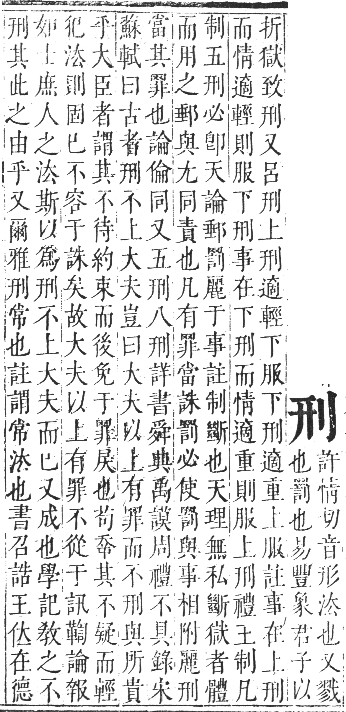 刑
許情切音形法也又戮
也罰也易豐象君子以
折獄致刑又呂刑上刑適輕下服下刑適重上服註事在上刑
而情適輕則服下刑事在下刑而情適重則服上刑禮王制凡
制五刑必卽天論郵罰麗于事註制斷也天理無私斷獄者體
而用之郵與尤同責也凡有罪當誅罰必使罰與事相附麗刑
當其罪也論倫同又五刑八刑詳書舜典禹謨周禮不具錄宋
蘇軾曰古者刑不上大夫豈曰大夫以上有罪而不刑與所貴
乎大臣者謂其不待約束而後免于罪戾也苟其不疑而輕
犯法則固已不容于誅矣故大夫以上有罪不從于訊鞫論報
如士庶人之法斯以爲刑不上大夫而已又成也學記教之不
刑其此之由乎又爾雅刑常也註謂常法也書召誥王位在德